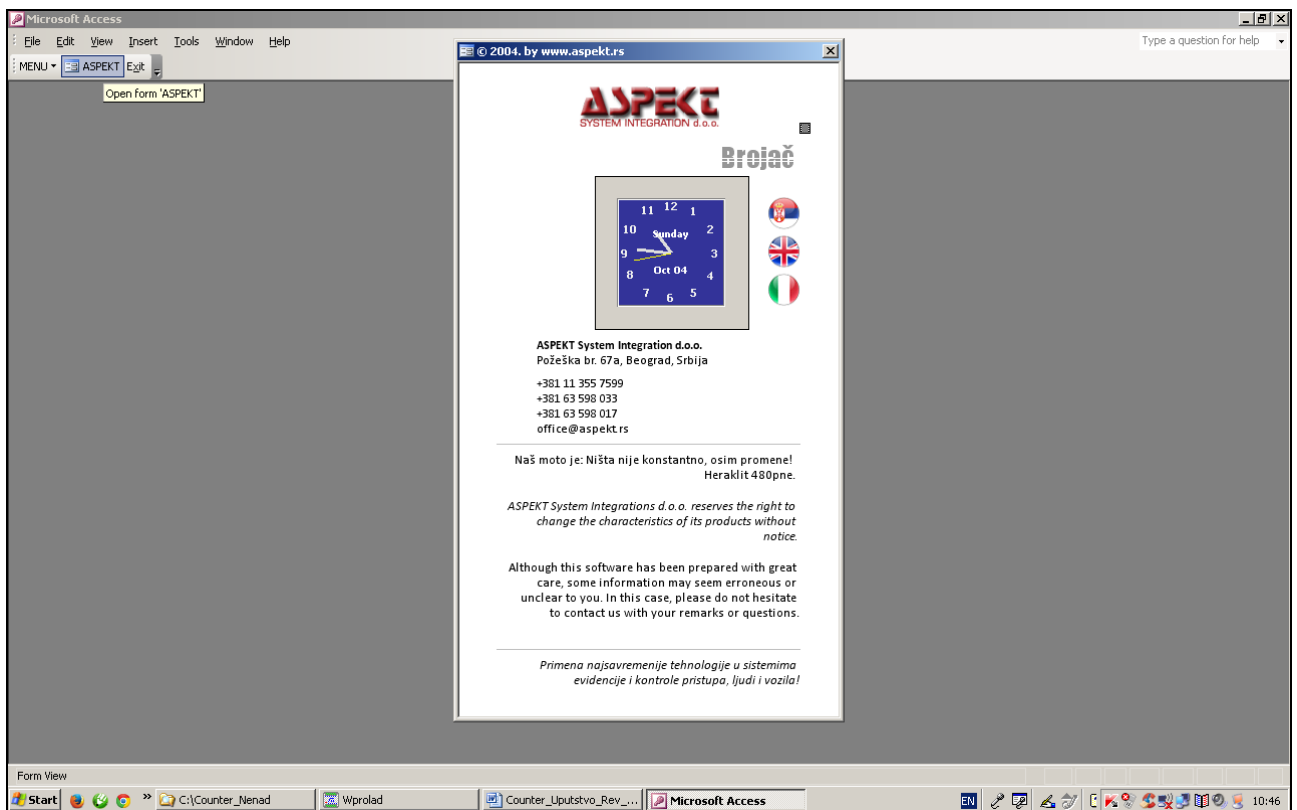 Microsoft Access
File Edit View Insert Tools Window Help
Type a question for help
MENU ASPEKT Exit
Open form 'ASPEKT'
© 2004. by www.aspekt.rs
ASPEKT
SYSTEM INTEGRATION d.o.o.
Brojač
11 12 1
10 Sunday 2
9 3
8 Oct 04 4
7 6 5
ASPEKT System Integration d.o.o.
Požeška br. 67a, Beograd, Srbija
+381 11 355 7599
+381 63 598 033
+381 63 598 017
office@aspekt.rs
Naš moto je: Ništa nije konstantno, osim promene!
Heraklit 480pne.
ASPEKT System Integrations d.o.o. reserves the right to
change the characteristics of its products without
notice.
Although this software has been prepared with great
care, some information may seem erroneous or
unclear to you. In this case, please do not hesitate
to contact us with your remarks or questions.
Primena najsavremenije tehnologije u sistemima
evidencije i kontrole pristupa, ljudi i vozila!
Form View
Start » C:\Counter_Nenad Wprolad Counter_Uputstvo_Rev_... Microsoft Access EN 10:46